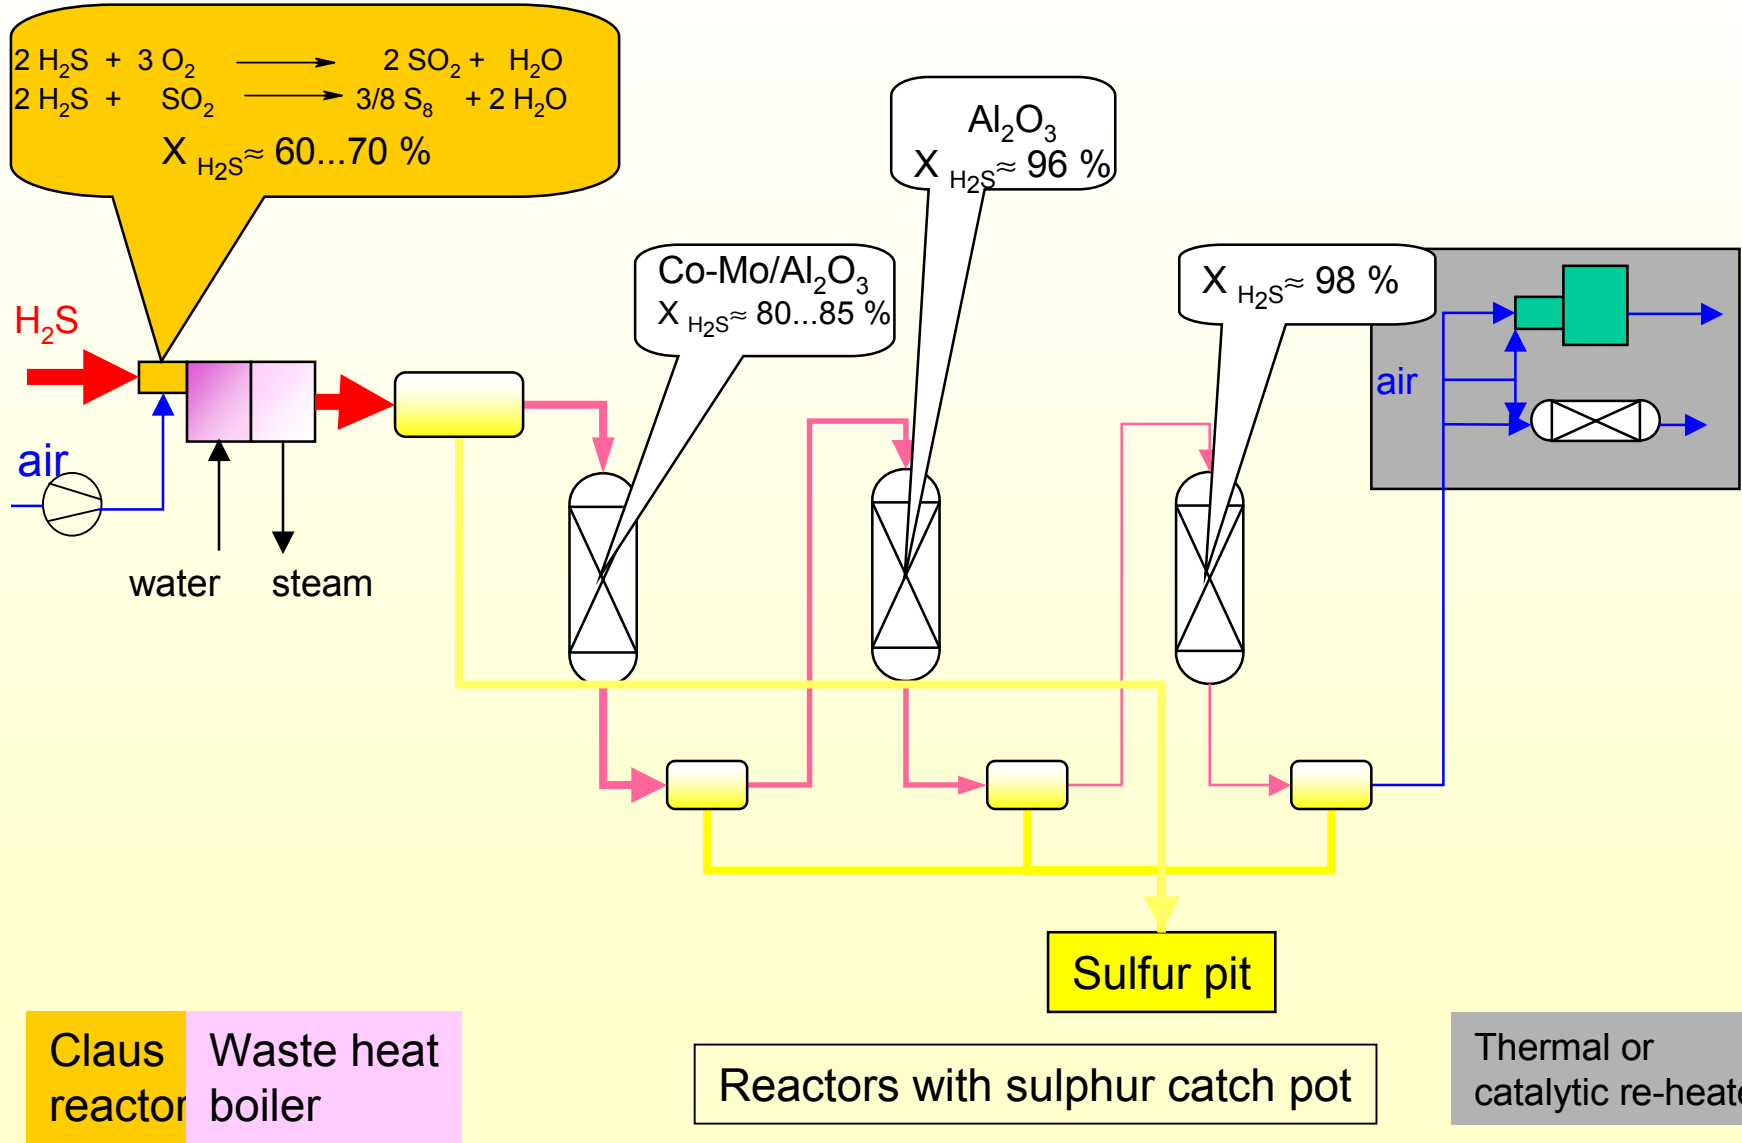 2 H₂S + 3 O₂ ⟶ 2 SO₂ + H₂O
2 H₂S + SO₂ ⟶ 3/8 S₈ + 2 H₂O
X H2S ≈ 60...70 %
Al₂O₃
X H2S ≈ 96 %
Co-Mo/Al₂O₃
X H2S ≈ 80...85 %
X H2S ≈ 98 %
H₂S
air
air
water
steam
Sulfur pit
Claus
reactor
Waste heat
boiler
Reactors with sulphur catch pot
Thermal or
catalytic re-heate